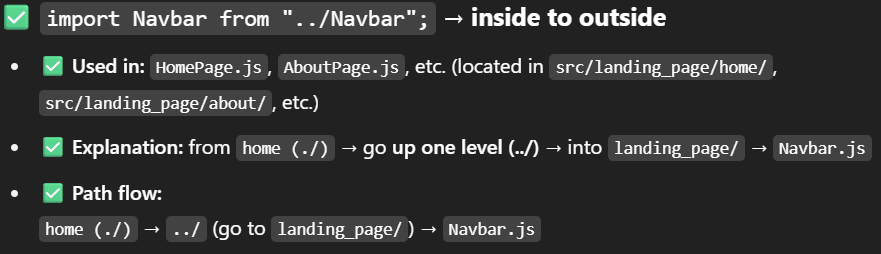 ✅ import Navbar from "../Navbar"; → inside to outside
• ✅ Used in: HomePage.js, AboutPage.js, etc. (located in src/landing_page/home/,
src/landing_page/about/, etc.)
• ✅ Explanation: from home (./) → go up one level (../) → into landing_page/ → Navbar.js
• ✅ Path flow:
home (./) → ../ (go to landing_page/) → Navbar.js